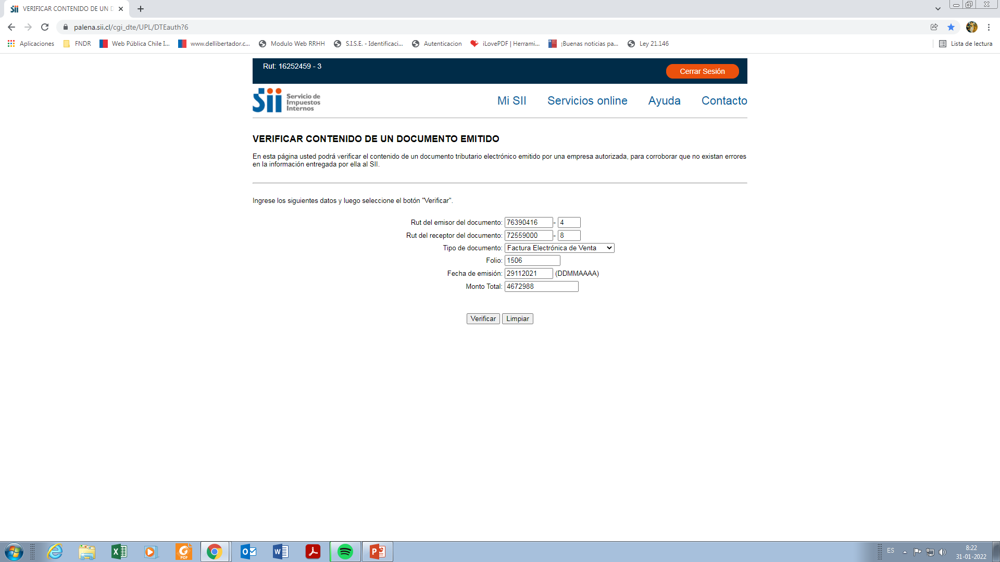 VERIFICAR CONTENIDO DE UN D
palena.sii.cl/cgi_dte/UPL/DTEauth?6
Aplicaciones FNDR Web Pública Chile I... www.dellibertador.c... Modulo Web RRHH S.I.S.E. - Identificaci... Autenticacion iLovePDF | Herrami... ¡Buenas noticias pa... Ley 21.146 Lista de lectura
Rut: 16252459 - 3
Cerrar Sesión
sii Servicio de
Impuestos
Internos
Mi SII Servicios online Ayuda Contacto
VERIFICAR CONTENIDO DE UN DOCUMENTO EMITIDO
En esta página usted podrá verificar el contenido de un documento tributario electrónico emitido por una empresa autorizada, para corroborar que no existan errores
en la información entregada por ella al SII.
Ingrese los siguientes datos y luego seleccione el botón "Verificar".
Rut del emisor del documento: 76390416 - 4
Rut del receptor del documento: 72559000 - 8
Tipo de documento: Factura Electrónica de Venta
Folio: 1506
Fecha de emisión: 29112021 (DDMMAAAA)
Monto Total: 4672988
Verificar Limpiar
ES
8:22
31-01-2022